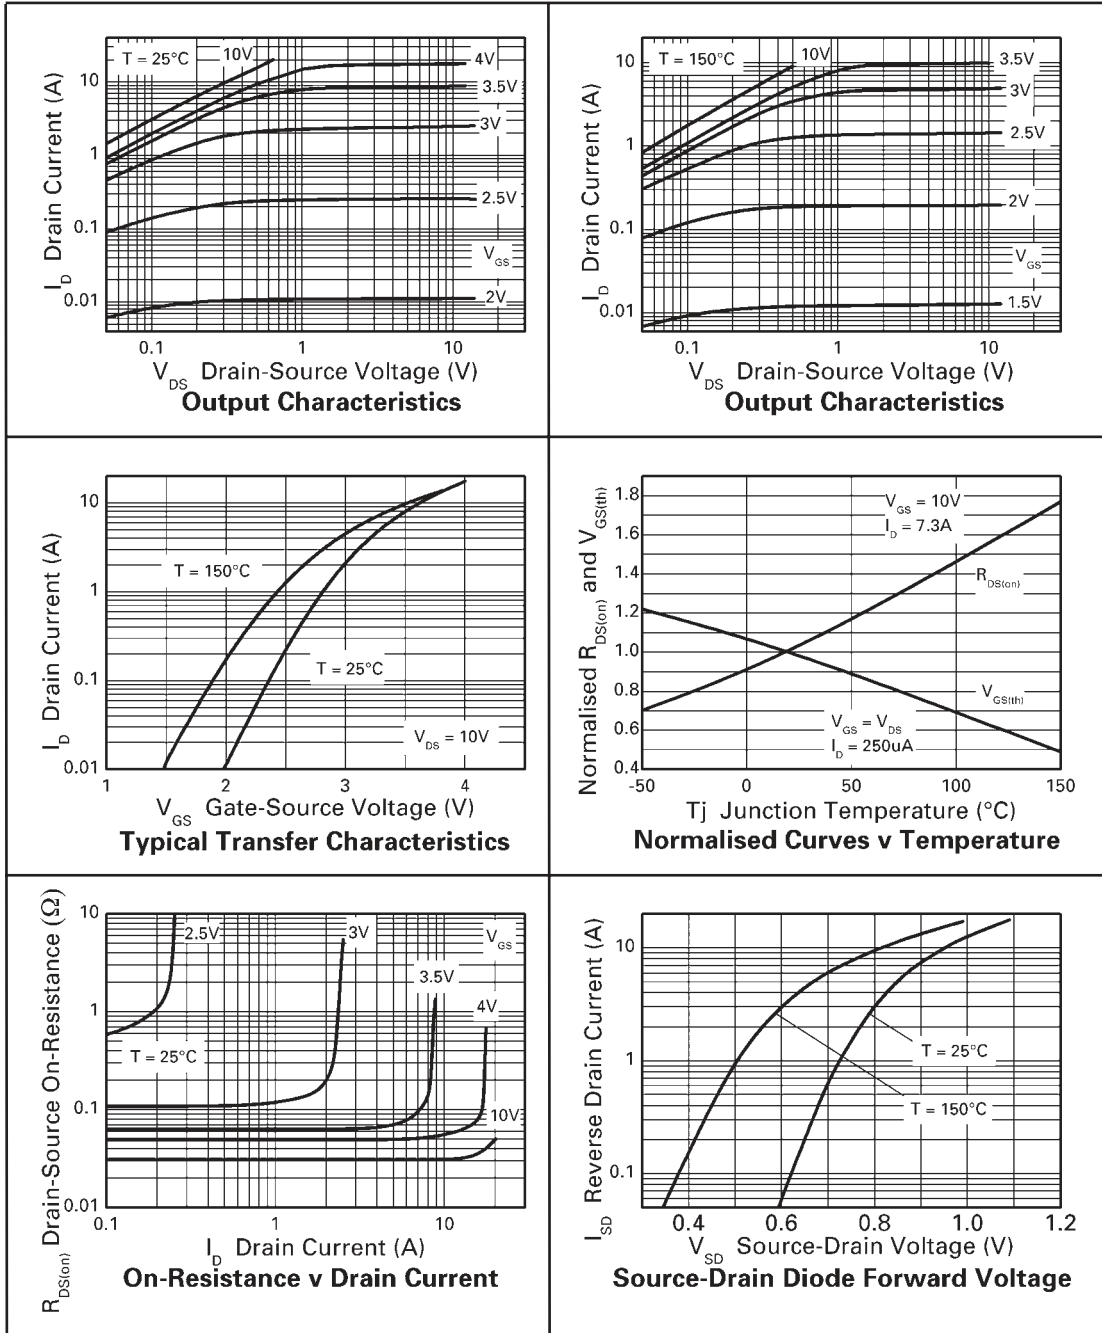 T = 25°C
10V
4V
3.5V
3V
2.5V
V_GS
2V
10
1
0.1
0.01
I_D Drain Current (A)
0.1 1 10
V_DS Drain-Source Voltage (V)
Output Characteristics
T = 150°C
10V
3.5V
3V
2.5V
2V
V_GS
1.5V
10
1
0.1
0.01
I_D Drain Current (A)
0.1 1 10
V_DS Drain-Source Voltage (V)
Output Characteristics
10
1
0.1
0.01
I_D Drain Current (A)
T = 150°C
T = 25°C
V_DS = 10V
1 2 3 4
V_GS Gate-Source Voltage (V)
Typical Transfer Characteristics
1.8
1.6
1.4
1.2
1.0
0.8
0.6
0.4
Normalised R_DS(on) and V_GS(th)
V_GS = 10V
I_D = 7.3A
R_DS(on)
V_GS(th)
V_GS = V_DS
I_D = 250uA
-50 0 50 100 150
Tj Junction Temperature (°C)
Normalised Curves v Temperature
10
1
0.1
0.01
R_DS(on) Drain-Source On-Resistance (Ω)
2.5V
3V
V_GS
3.5V
4V
T = 25°C
10V
0.1 1 10
I_D Drain Current (A)
On-Resistance v Drain Current
10
1
0.1
I_SD Reverse Drain Current (A)
T = 25°C
T = 150°C
0.4 0.6 0.8 1.0 1.2
V_SD Source-Drain Voltage (V)
Source-Drain Diode Forward Voltage